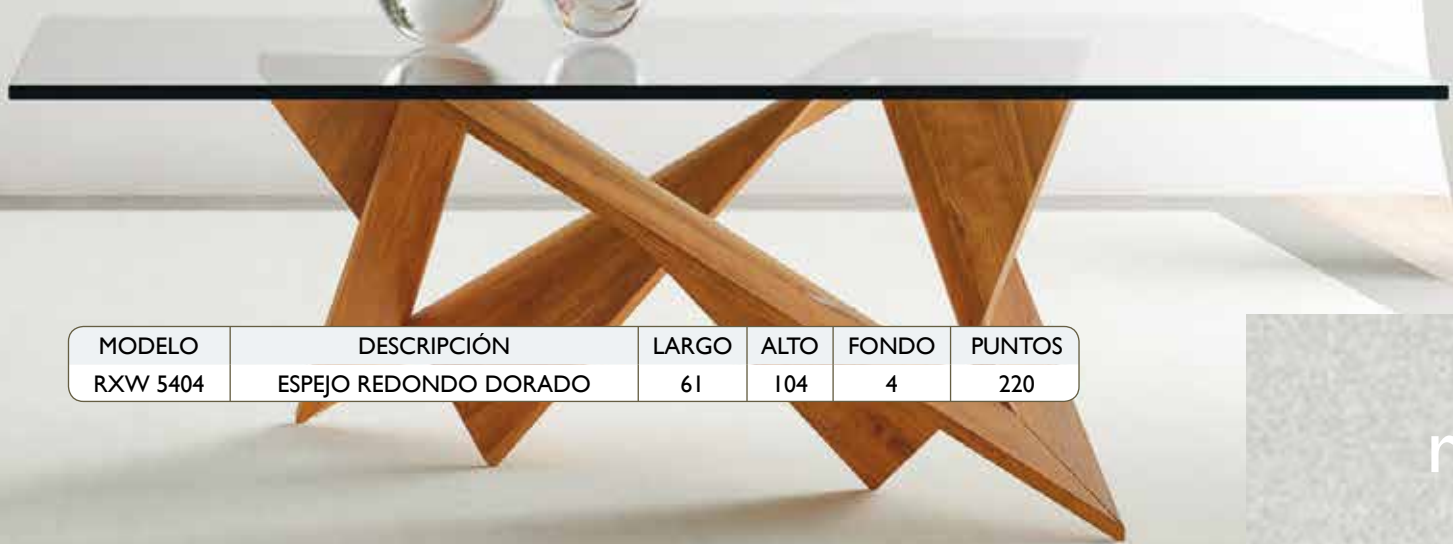 MODELO DESCRIPCIÓN LARGO ALTO FONDO PUNTOS
RXW 5404 ESPEJO REDONDO DORADO 61 104 4 220